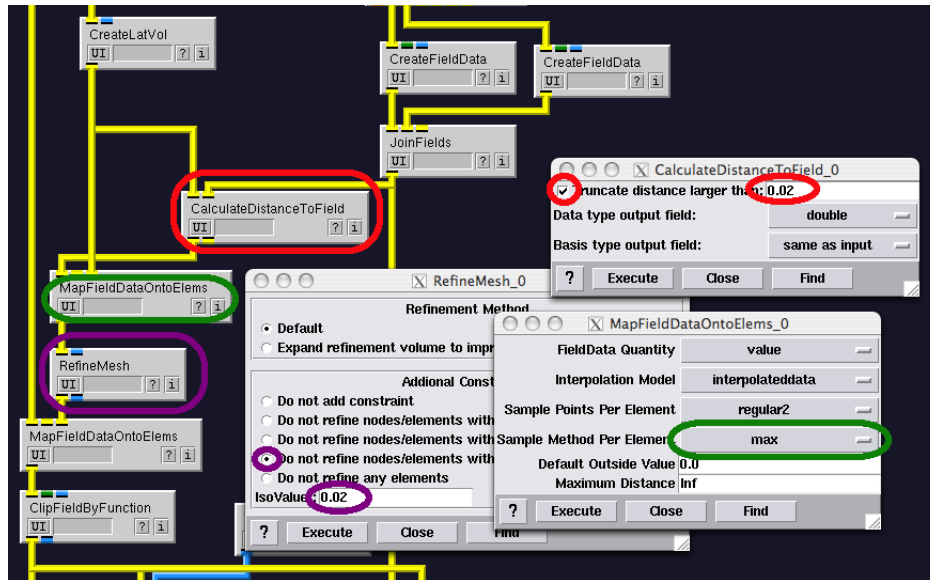 CreateLatVol
UI ? i
CreateFieldData
UI ? i
CreateFieldData
UI ? i
JoinFields
UI ? i
CalculateDistanceToField
UI ? i
MapFieldDataOntoElems
UI ? i
RefineMesh
UI ? i
MapFieldDataOntoElems
UI ? i
ClipFieldByFunction
UI ? i
X CalculateDistanceToField_0
Truncate distance larger than: 0.02
Data type output field: double
Basis type output field: same as input
? Execute Close Find
X RefineMesh_0
Refinement Method
Default
Expand refinement volume to
Addional
Do not add constraint
Do not refine nodes/elements with
Do not refine nodes/elements with
Do not refine nodes/elements with
Do not refine any elements
IsoValue: 0.02
? Execute Close Find
X MapFieldDataOntoElems_0
FieldData Quantity value
Interpolation Model interpolateddata
Sample Points Per Element regular2
Sample Method Per Element max
Default Outside Value 0.0
Maximum Distance Inf
? Execute Close Find